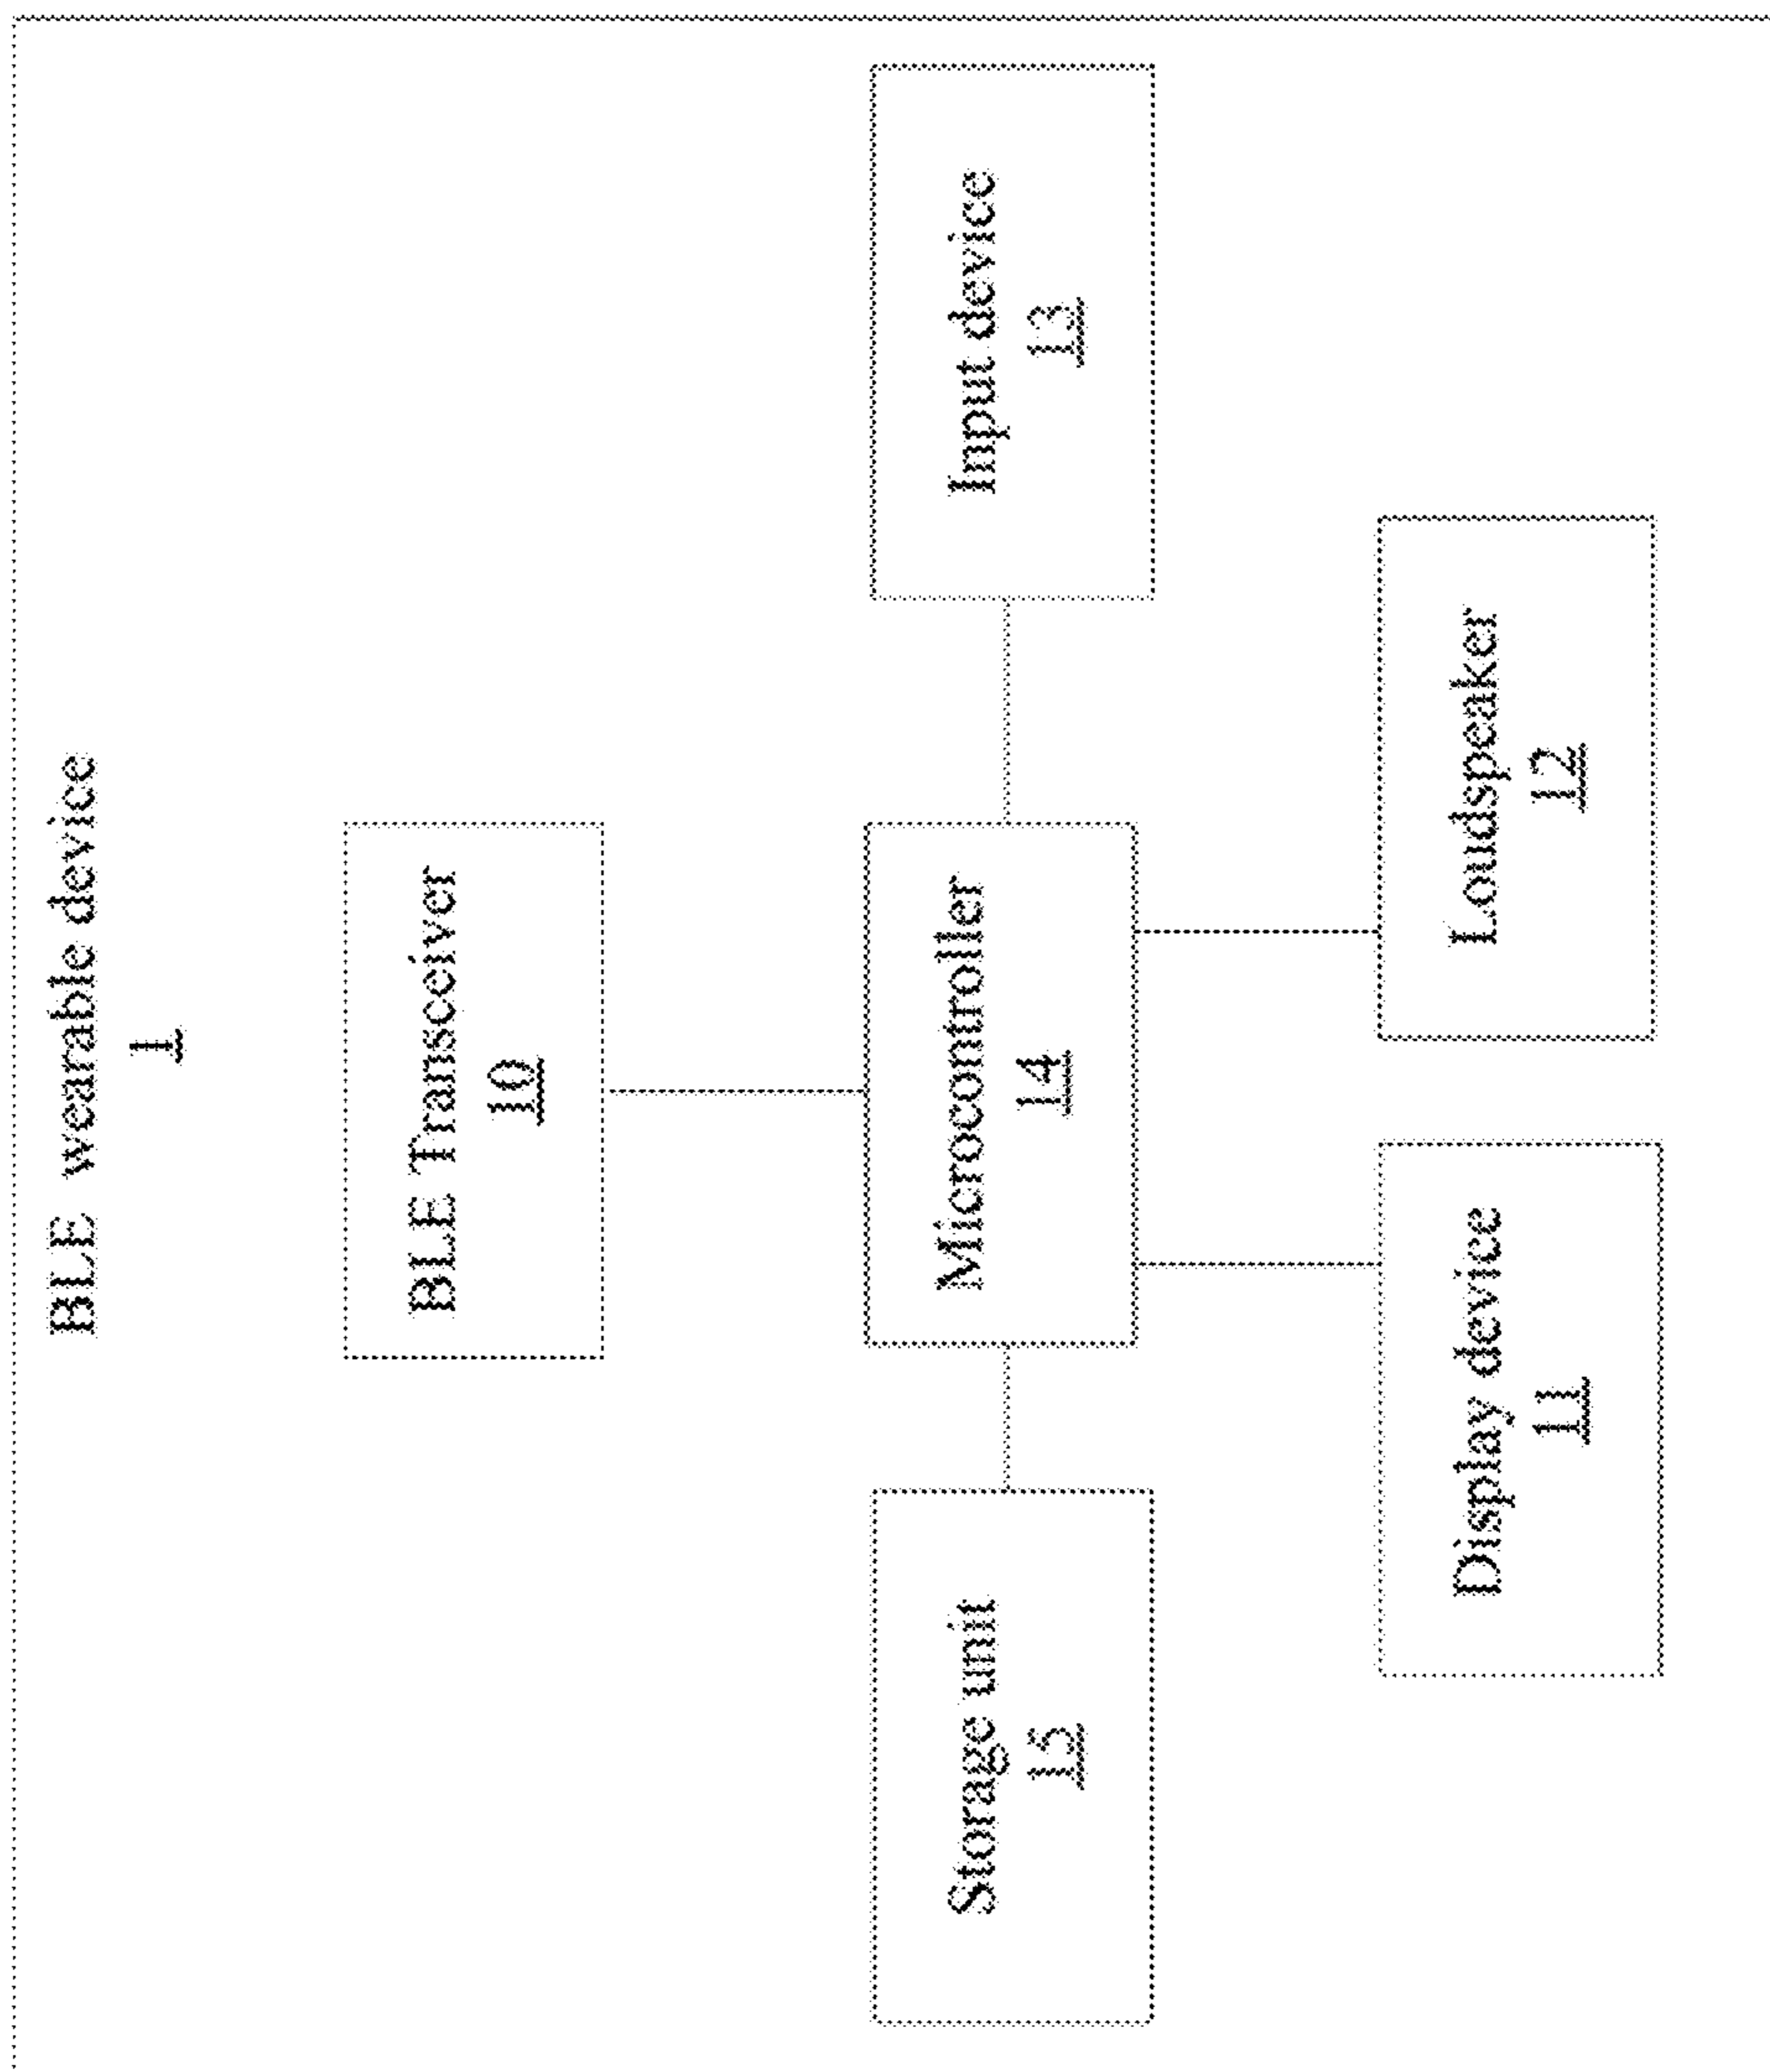 BLE wearable device
1
BLE Transceiver
10
Storage unit
15
Microcontroller
14
Input device
13
Display device
11
Loudspeaker
12